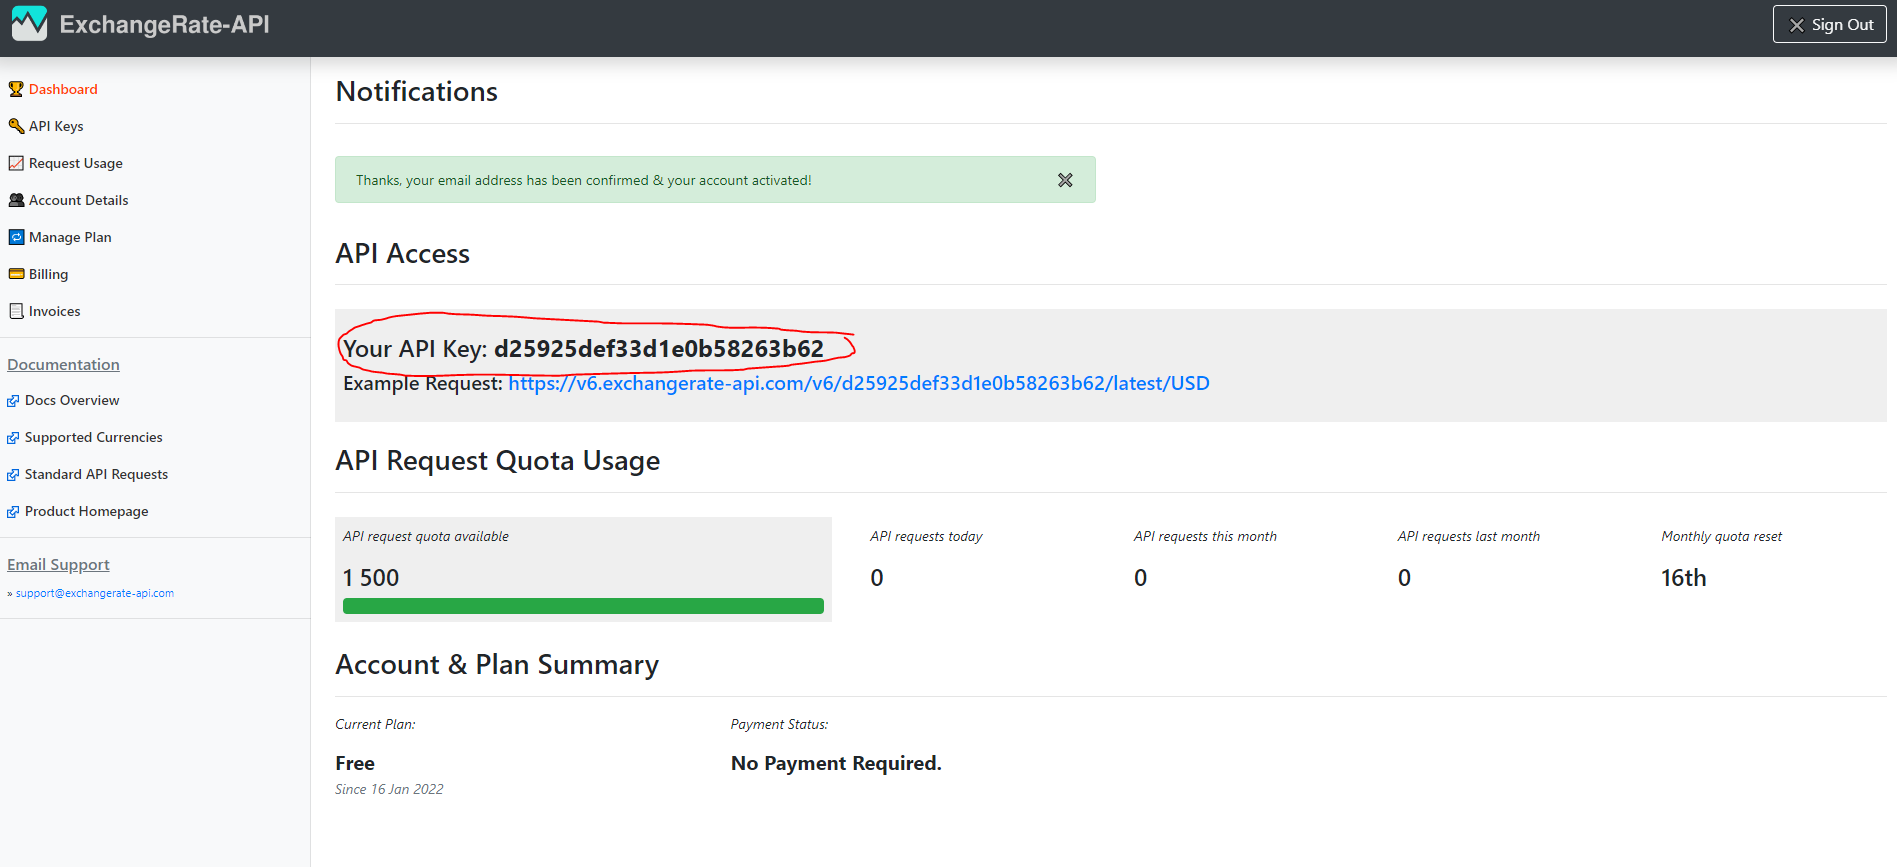 ExchangeRate-API
Sign Out
Dashboard
API Keys
Request Usage
Account Details
Manage Plan
Billing
Invoices
Documentation
Docs Overview
Supported Currencies
Standard API Requests
Product Homepage
Email Support
» support@exchangerate-api.com
Notifications
Thanks, your email address has been confirmed & your account activated!
API Access
Your API Key: d25925def33d1e0b58263b62
Example Request: https://v6.exchangerate-api.com/v6/d25925def33d1e0b58263b62/latest/USD
API Request Quota Usage
API request quota available
1 500
API requests today
0
API requests this month
0
API requests last month
0
Monthly quota reset
16th
Account & Plan Summary
Current Plan:
Free
Since 16 Jan 2022
Payment Status:
No Payment Required.